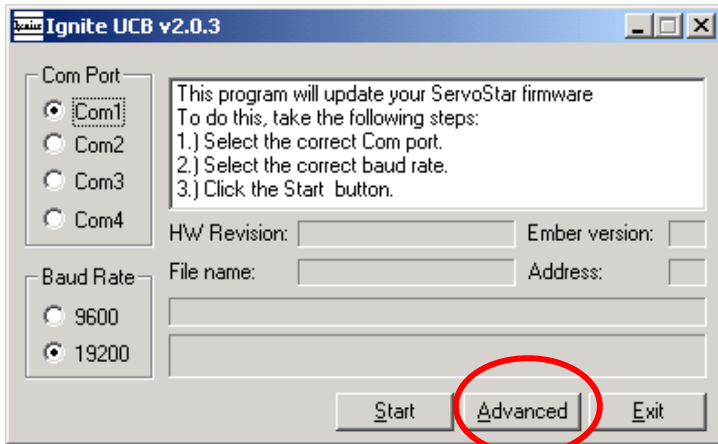 Ignite UCB v2.0.3
Com Port
Com1
Com2
Com3
Com4
This program will update your ServoStar firmware
To do this, take the following steps:
1.) Select the correct Com port.
2.) Select the correct baud rate.
3.) Click the Start  button.
HW Revision:
Ember version:
File name:
Address:
Baud Rate
9600
19200
Start
Advanced
Exit